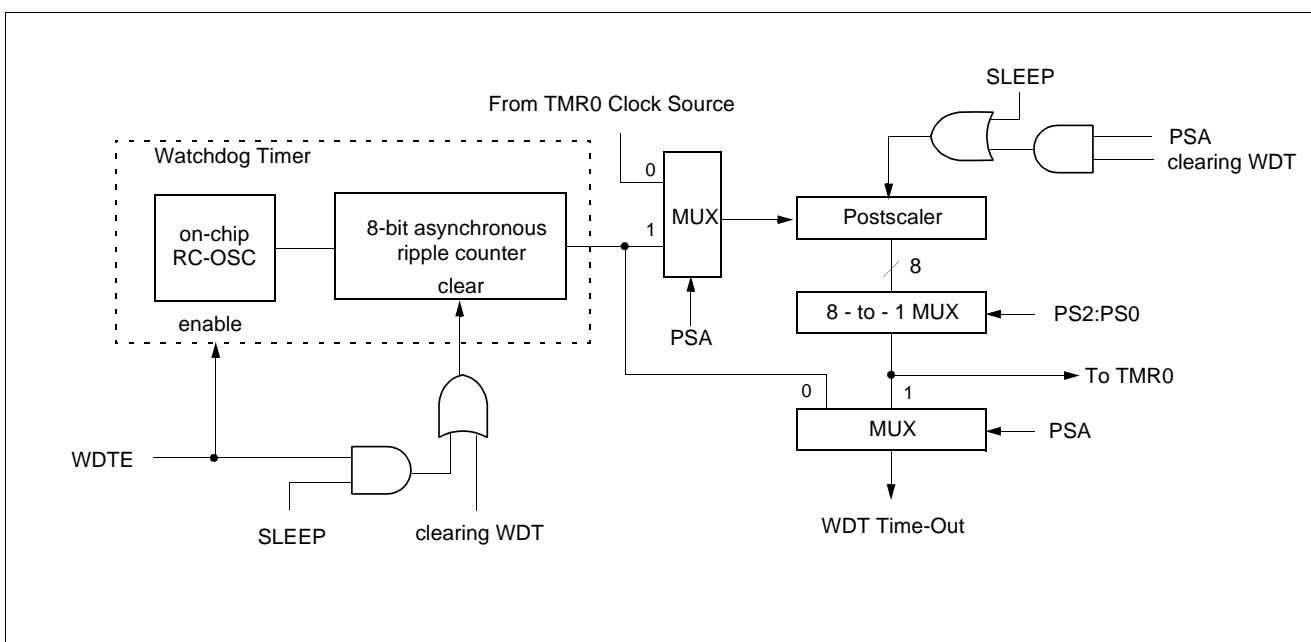 SLEEP
From TMR0 Clock Source
PSA
clearing WDT
Watchdog Timer
0
MUX
1
on-chip
RC-OSC
8-bit asynchronous
ripple counter
clear
enable
PSA
Postscaler
8
8 - to - 1 MUX
PS2:PS0
To TMR0
0
1
MUX
PSA
WDTE
SLEEP
clearing WDT
WDT Time-Out